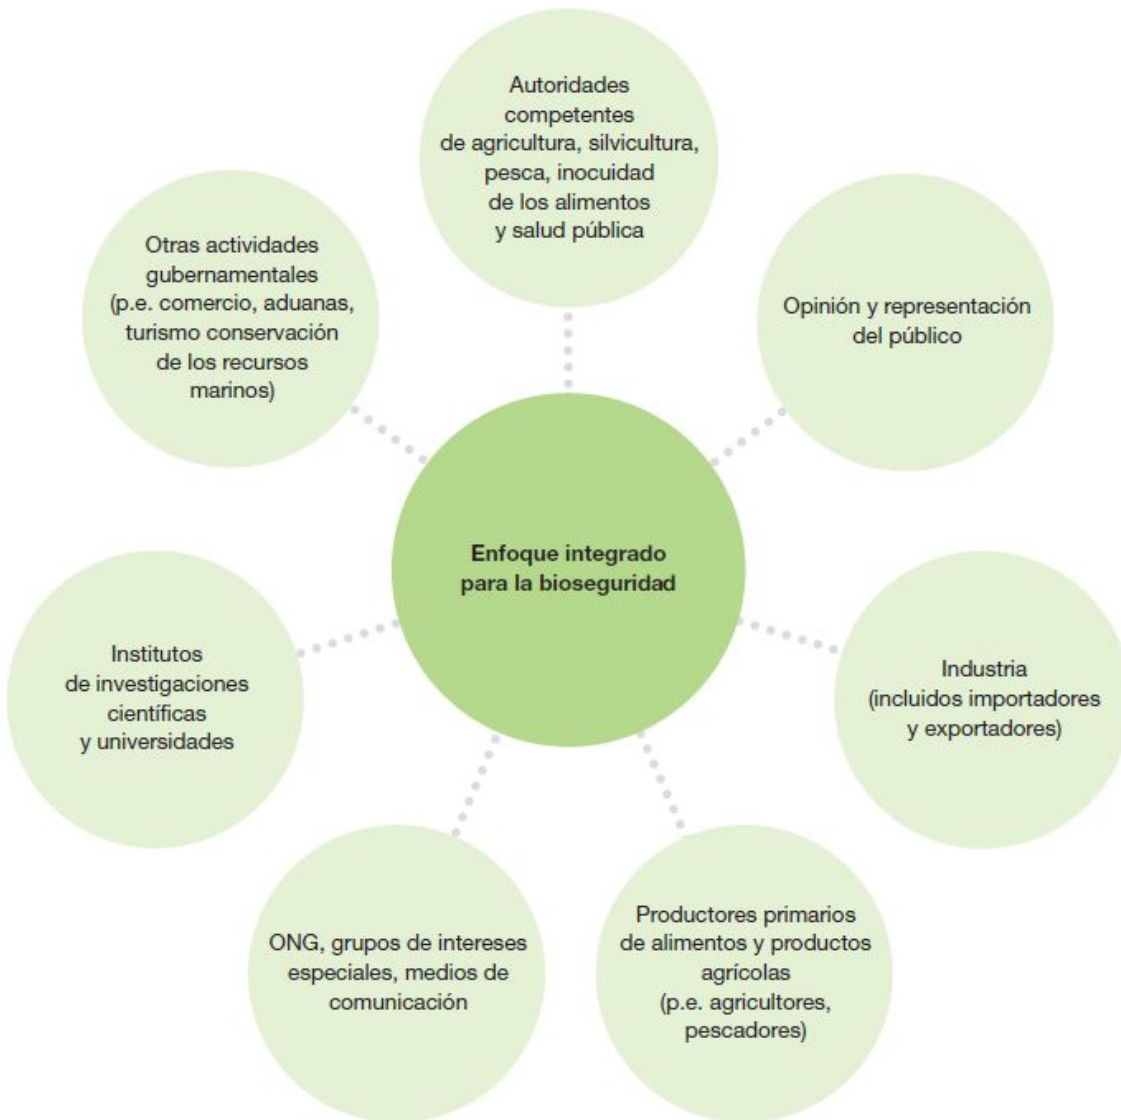 Autoridades
competentes
de agricultura, silvicultura,
pesca, inocuidad
de los alimentos
y salud pública
Otras actividades
gubernamentales
(p.e. comercio, aduanas,
turismo conservación
de los recursos
marinos)
Opinión y representación
del público
Enfoque integrado
para la bioseguridad
Institutos
de investigaciones
científicas
y universidades
Industria
(incluidos importadores
y exportadores)
ONG, grupos de intereses
especiales, medios de
comunicación
Productores primarios
de alimentos y productos
agrícolas
(p.e. agricultores,
pescadores)